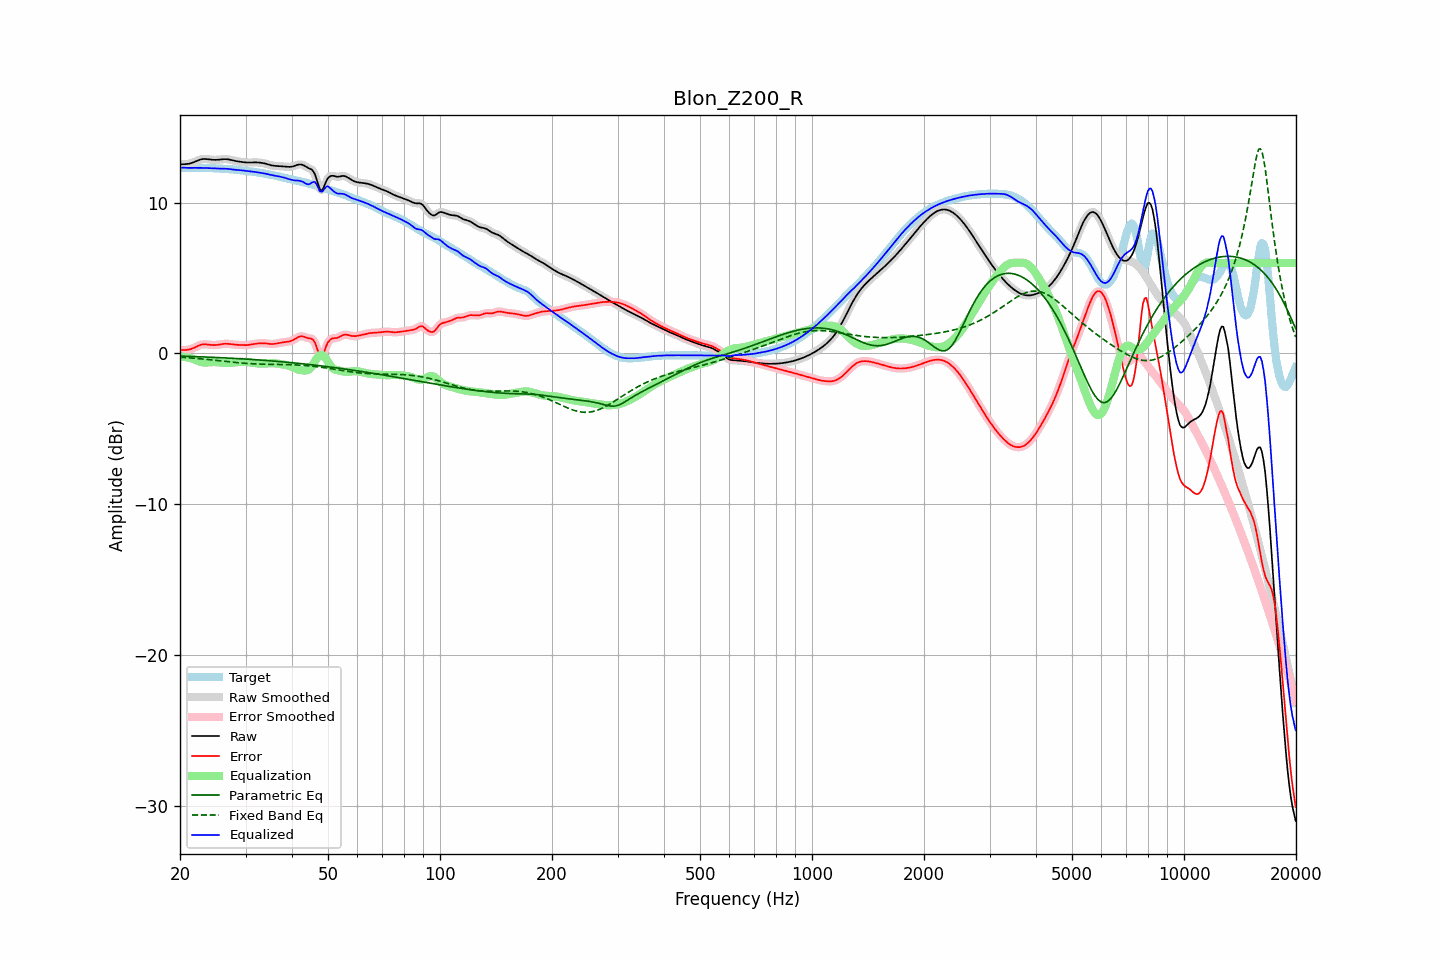 Blon_Z200_R
Amplitude (dBr)
10
0
−10
−20
−30
Target
Raw Smoothed
Error Smoothed
Raw
Error
Equalization
Parametric Eq
Fixed Band Eq
Equalized
20 50 100 200 500 1000 2000 5000 10000 20000
Frequency (Hz)